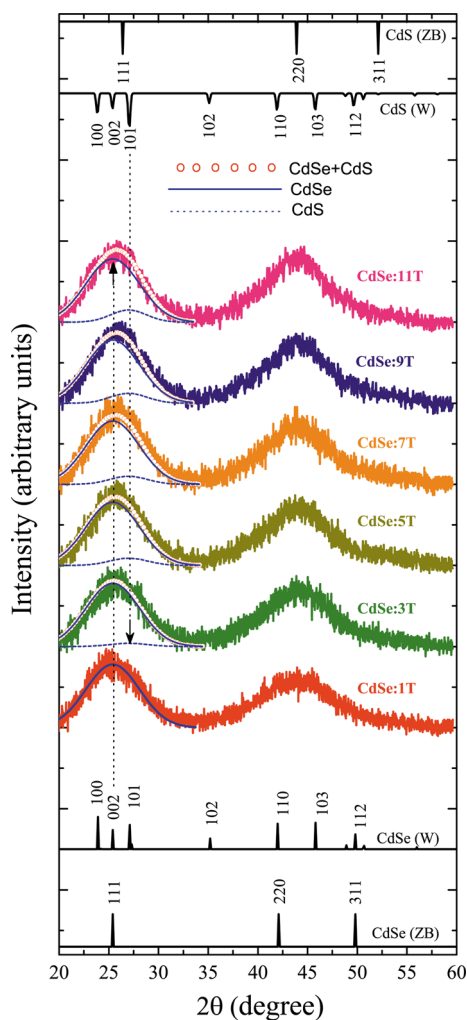 CdS (ZB)
111
220
311
CdS (W)
100
002
101
102
110
103
112
CdSe+CdS
CdSe
CdS
CdSe:11T
CdSe:9T
CdSe:7T
CdSe:5T
CdSe:3T
CdSe:1T
Intensity (arbitrary units)
100
002
101
102
110
103
112
CdSe (W)
111
220
311
CdSe (ZB)
20 25 30 35 40 45 50 55 60
2θ (degree)